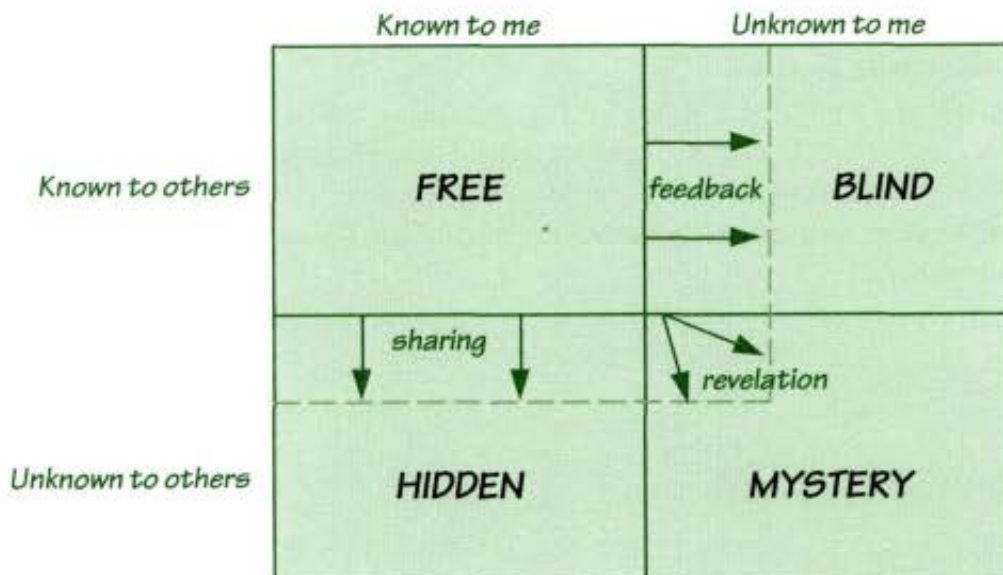 Known to me
Unknown to me
Known to others
FREE
feedback
BLIND
sharing
revelation
Unknown to others
HIDDEN
MYSTERY